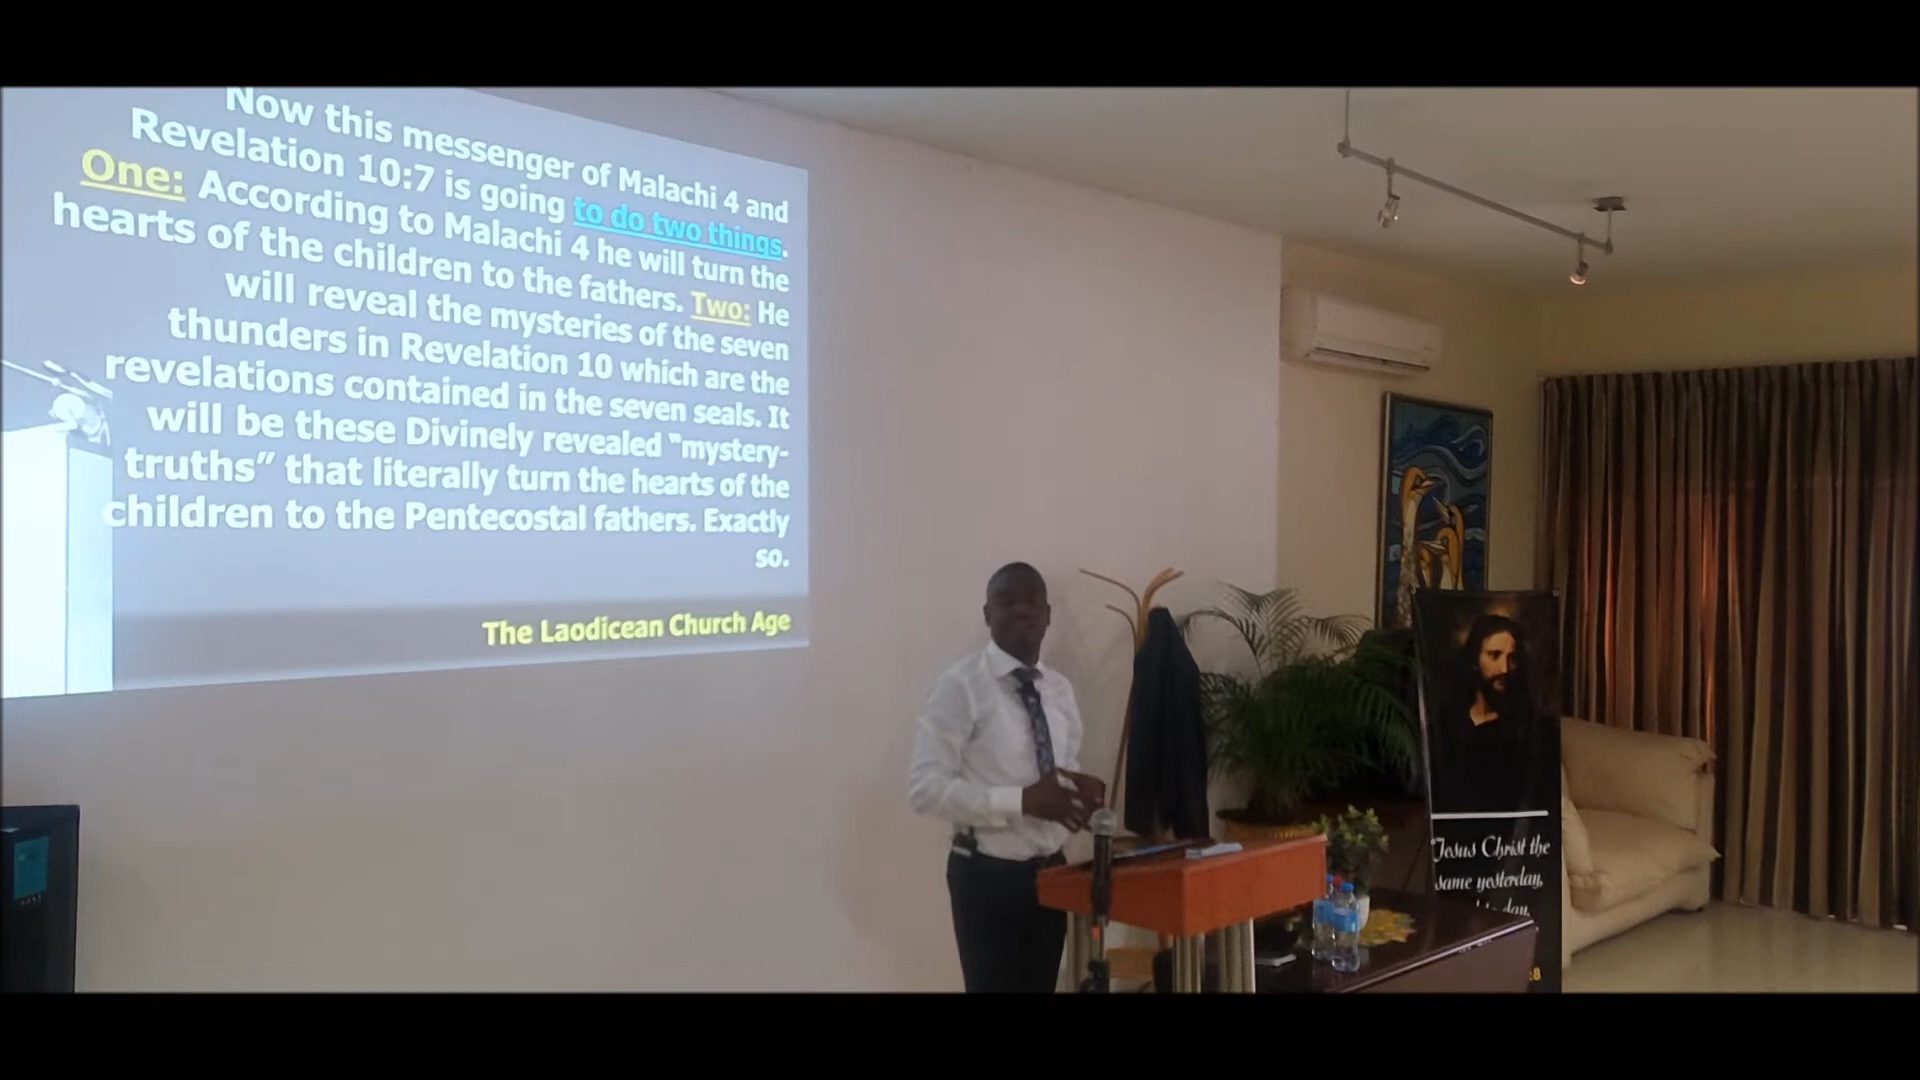 Now this messenger of Malachi 4 and
Revelation 10:7 is going to do two things.
One: According to Malachi 4 he will turn the
hearts of the children to the fathers. Two: He
will reveal the mysteries of the seven
thunders in Revelation 10 which are the
revelations contained in the seven seals. It
will be these Divinely revealed "mystery-
truths” that literally turn the hearts of the
children to the Pentecostal fathers. Exactly
so.
The Laodicean Church Age
"Jesus Christ the
same yesterday,
:8